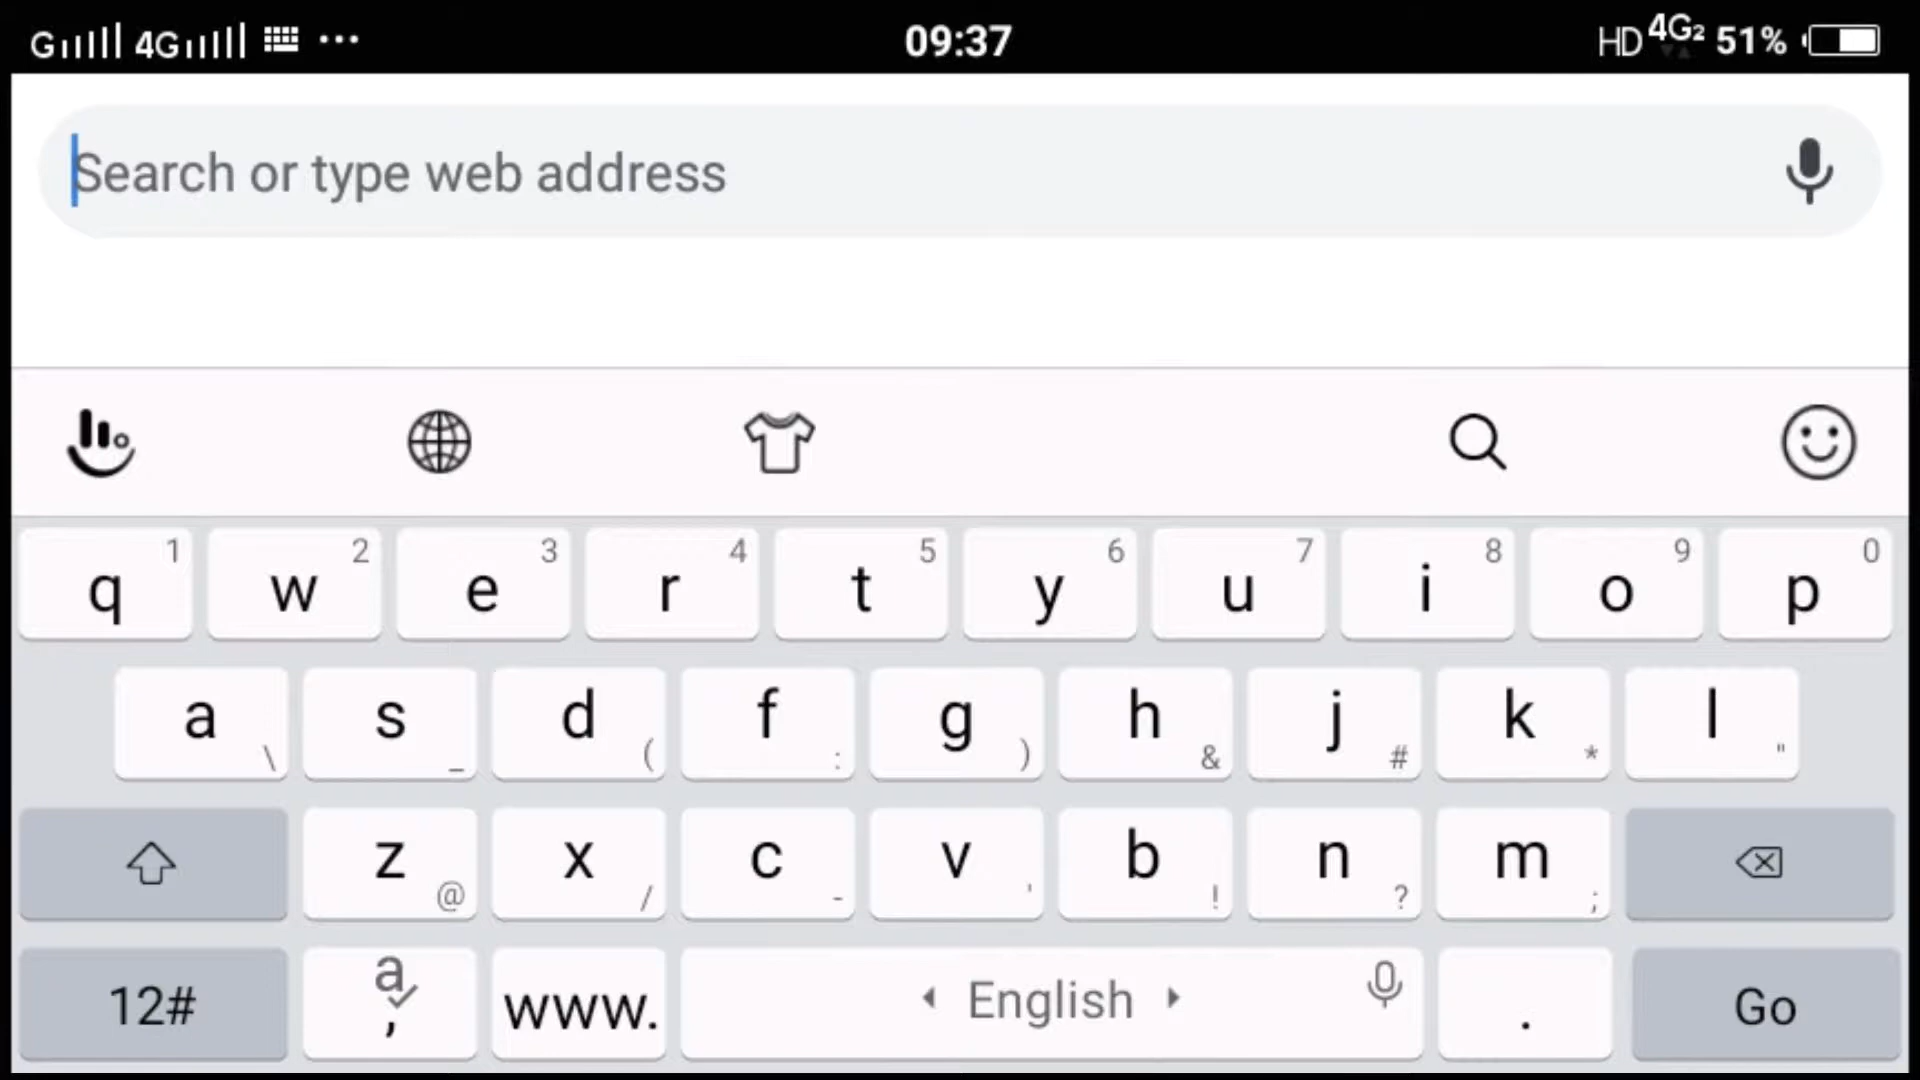 G 4G ... 09:37 HD 4G2 51%
Search or type web address
1 2 3 4 5 6 7 8 9 0
q w e r t y u i o p
a s d f g h j k l
\ _ ( : ) & # * "
z x c v b n m
@ / - ' ! ? ;
12# a , www. English . Go